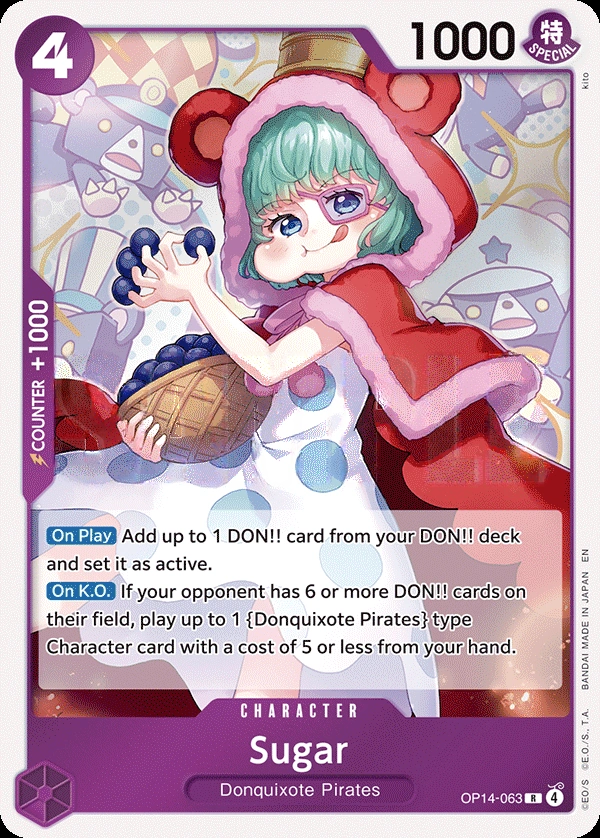 4
1000
特
SPECIAL
kito
COUNTER +1000
On Play Add up to 1 DON!! card from your DON!! deck
and set it as active.
On K.O. If your opponent has 6 or more DON!! cards on
their field, play up to 1 {Donquixote Pirates} type
Character card with a cost of 5 or less from your hand.
CHARACTER
Sugar
Donquixote Pirates
OP14-063 R 4
©E.O/S ©E.O./S., T.A. BANDAI MADE IN JAPAN EN